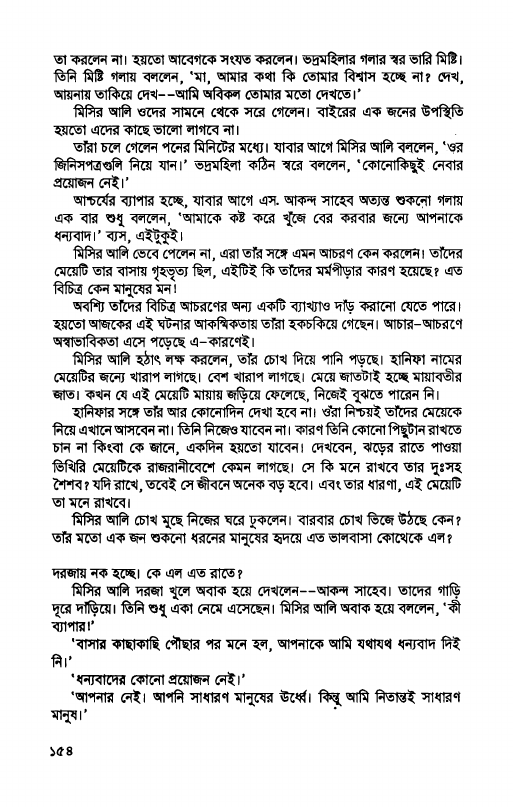 তা করলেন না। হয়তো আবেগকে সংযত করলেন। ভদ্রমহিলার গলার স্বর ভারি মিষ্টি।
তিনি মিষ্টি গলায় বললেন, ‘মা, আমার কথা কি তোমার বিশ্বাস হচ্ছে না? দেখ,
আয়নায় তাকিয়ে দেখ––আমি অবিকল তোমার মতো দেখতে।’
মিসির আলি ওদের সামনে থেকে সরে গেলেন। বাইরের এক জনের উপস্থিতি
হয়তো এদের কাছে ভালো লাগবে না।
তাঁরা চলে গেলেন পনের মিনিটের মধ্যে। যাবার আগে মিসির আলি বললেন, ‘ওর
জিনিসপত্রগুলি নিয়ে যান।’ ভদ্রমহিলা কঠিন স্বরে বললেন, ‘কোনোকিছুই নেবার
প্রয়োজন নেই।’
আশ্চর্যের ব্যাপার হচ্ছে, যাবার আগে এস. আকন্দ সাহেব অত্যন্ত শুকনো গলায়
এক বার শুধু বললেন, ‘আমাকে কষ্ট করে খুঁজে বের করবার জন্যে আপনাকে
ধন্যবাদ।’ ব্যস, এইটুকুই।
মিসির আলি ভেবে পেলেন না, এরা তাঁর সঙ্গে এমন আচরণ কেন করলেন। তাঁদের
মেয়েটি তার বাসায় গৃহভৃত্য ছিল, এইটিই কি তাঁদের মর্মপীড়ার কারণ হয়েছে? এত
বিচিত্র কেন মানুষের মন!
অবশ্যি তাঁদের বিচিত্র আচরণের অন্য একটি ব্যাখ্যাও দাঁড় করানো যেতে পারে।
হয়তো আজকের এই ঘটনার আকস্মিকতায় তাঁরা হকচকিয়ে গেছেন। আচার–আচরণে
অস্বাভাবিকতা এসে পড়েছে এ–কারণেই।
মিসির আলি হঠাৎ লক্ষ করলেন, তাঁর চোখ দিয়ে পানি পড়ছে। হানিফা নামের
মেয়েটির জন্যে খারাপ লাগছে। বেশ খারাপ লাগছে। মেয়ে জাতটাই হচ্ছে মায়াবতীর
জাত। কখন যে এই মেয়েটি মায়ায় জড়িয়ে ফেলেছে, নিজেই বুঝতে পারেন নি।
হানিফার সঙ্গে তাঁর আর কোনোদিন দেখা হবে না। ওঁরা নিশ্চয়ই তাঁদের মেয়েকে
নিয়ে এখানে আসবেন না। তিনি নিজেও যাবেন না। কারণ তিনি কোনো পিছুটান রাখতে
চান না কিংবা কে জানে, একদিন হয়তো যাবেন। দেখবেন, ঝড়ের রাতে পাওয়া
ভিখিরি মেয়েটিকে রাজরানীবেশে কেমন লাগছে। সে কি মনে রাখবে তার দুঃসহ
শৈশব? যদি রাখে, তবেই সে জীবনে অনেক বড় হবে। এবং তার ধারণা, এই মেয়েটি
তা মনে রাখবে।
মিসির আলি চোখ মুছে নিজের ঘরে ঢুকলেন। বারবার চোখ ভিজে উঠছে কেন?
তাঁর মতো এক জন শুকনো ধরনের মানুষের হৃদয়ে এত ভালবাসা কোথেকে এল?
দরজায় নক হচ্ছে। কে এল এত রাতে?
মিসির আলি দরজা খুলে অবাক হয়ে দেখলেন––আকন্দ সাহেব। তাদের গাড়ি
দূরে দাঁড়িয়ে। তিনি শুধু একা নেমে এসেছেন। মিসির আলি অবাক হয়ে বললেন, ‘কী
ব্যাপার!’
‘বাসার কাছাকাছি পৌঁছার পর মনে হল, আপনাকে আমি যথাযথ ধন্যবাদ দিই
নি।’
‘ধন্যবাদের কোনো প্রয়োজন নেই।’
‘আপনার নেই। আপনি সাধারণ মানুষের ঊর্ধ্বে। কিন্তু আমি নিতান্তই সাধারণ
মানুষ।’
১৫৪